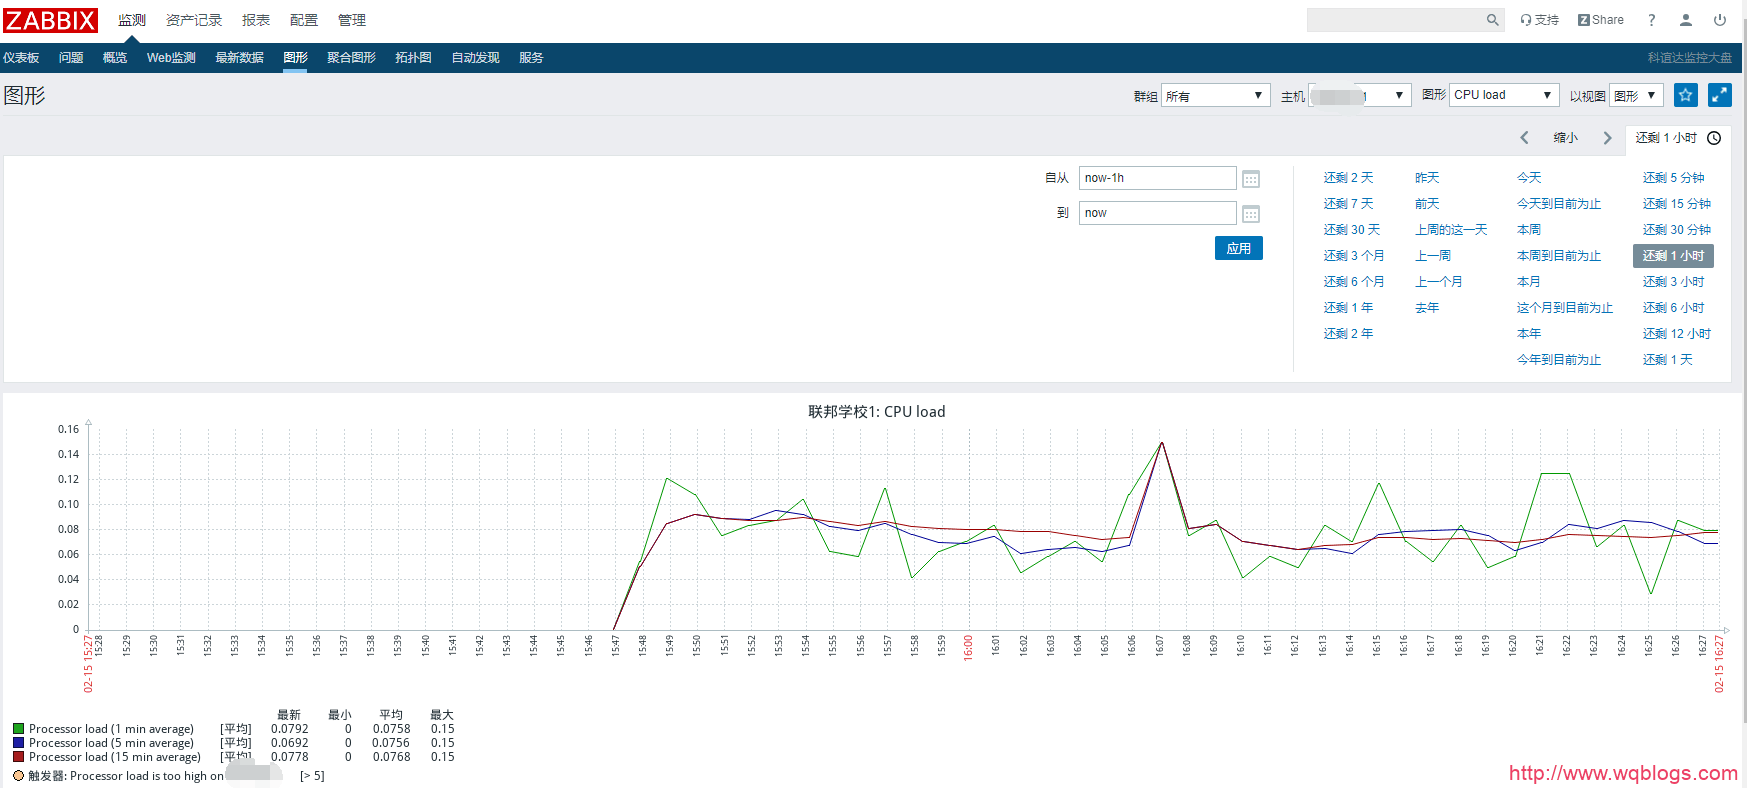 ZABBIX 监测 资产记录 报表 配置 管理 支持 Z Share ?
仪表板 问题 概览 Web监测 最新数据 图形 聚合图形 拓扑图 自动发现 服务 科谊达监控大盘
图形 群组 所有 主机 1 图形 CPU load 以视图 图形
缩小 还剩 1 小时
自从 now-1h 还剩 2 天 昨天 今天 还剩 5 分钟
还剩 7 天 前天 今天到目前为止 还剩 15 分钟
到 now
还剩 30 天 上周的这一天 本周 还剩 30 分钟
应用 还剩 3 个月 上一周 本周到目前为止 还剩 1 小时
还剩 6 个月 上一个月 本月 还剩 3 小时
还剩 1 年 去年 这个月到目前为止 还剩 6 小时
还剩 2 年 本年 还剩 12 小时
今年到目前为止 还剩 1 天
联邦学校1: CPU load
0.16
0.14
0.12
0.10
0.08
0.06
0.04
0.02
0
02-15 15:27 15:28 15:29 15:30 15:31 15:32 15:33 15:34 15:35 15:36 15:37 15:38 15:39 15:40 15:41 15:42 15:43 15:44 15:45 15:46 15:47 15:48 15:49 15:50 15:51 15:52 15:53 15:54 15:55 15:56 15:57 15:58 15:59 16:00 16:01 16:02 16:03 16:04 16:05 16:06 16:07 16:08 16:09 16:10 16:11 16:12 16:13 16:14 16:15 16:16 16:17 16:18 16:19 16:20 16:21 16:22 16:23 16:24 16:25 16:26 16:27 02-15 16:27
最新 最小 平均 最大
Processor load (1 min average) [平均] 0.0792 0 0.0758 0.15
Processor load (5 min average) [平均] 0.0692 0 0.0756 0.15
Processor load (15 min average) [平均] 0.0778 0 0.0768 0.15
触发器: Processor load is too high on [> 5]
http://www.wqblogs.com